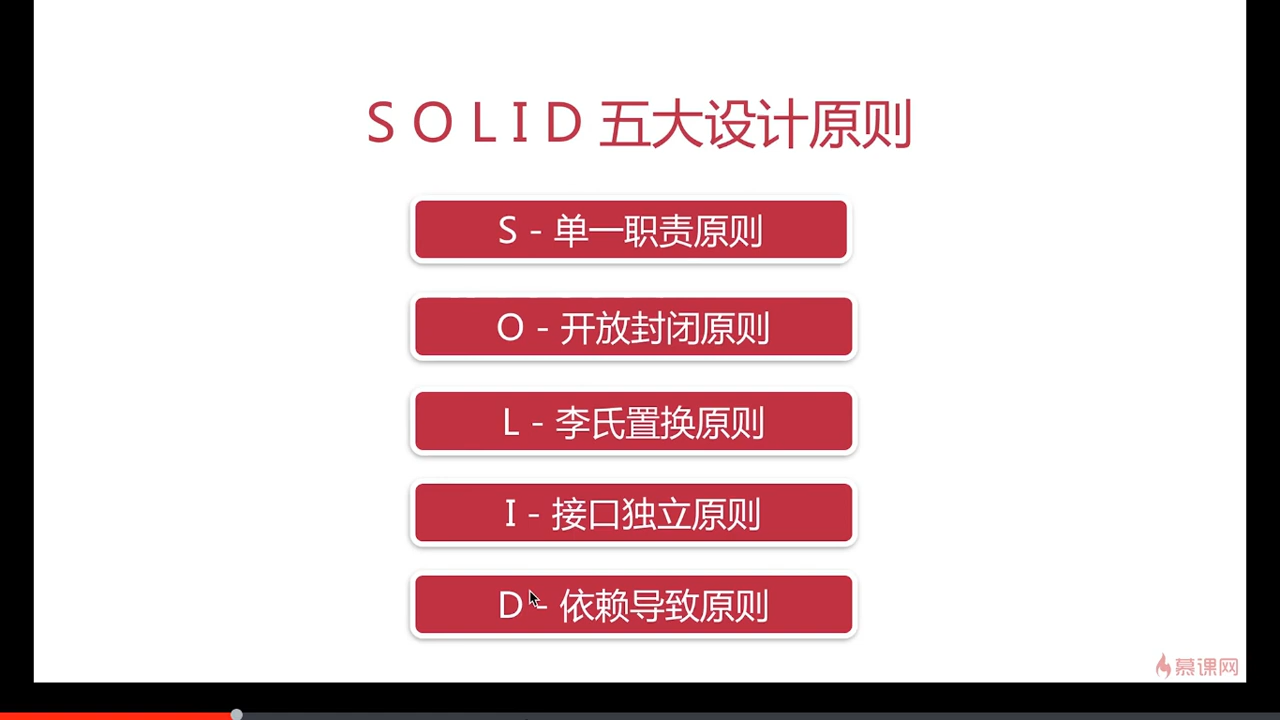 S O L I D 五大设计原则
S - 单一职责原则
O - 开放封闭原则
L - 李氏置换原则
I - 接口独立原则
D - 依赖导致原则
慕课网